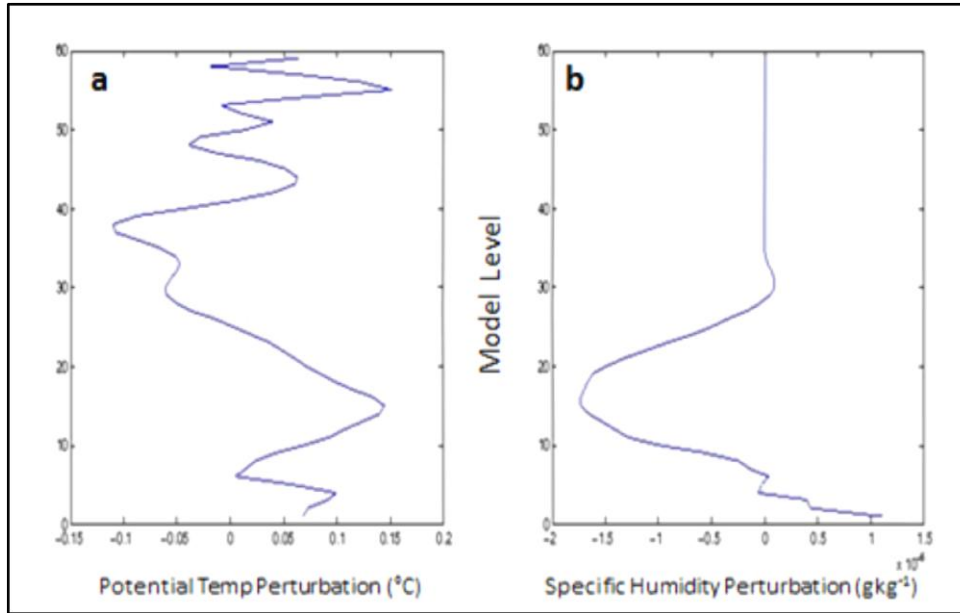 a
60
50
40
30
20
10
0
-0.15 -0.1 -0.05 0 0.05 0.1 0.15 0.2
Potential Temp Perturbation (⁰C)
Model Level
b
60
50
40
30
20
10
0
-2 -1.5 -1 -0.5 0 0.5 1 1.5
Specific Humidity Perturbation (gkg⁻¹)